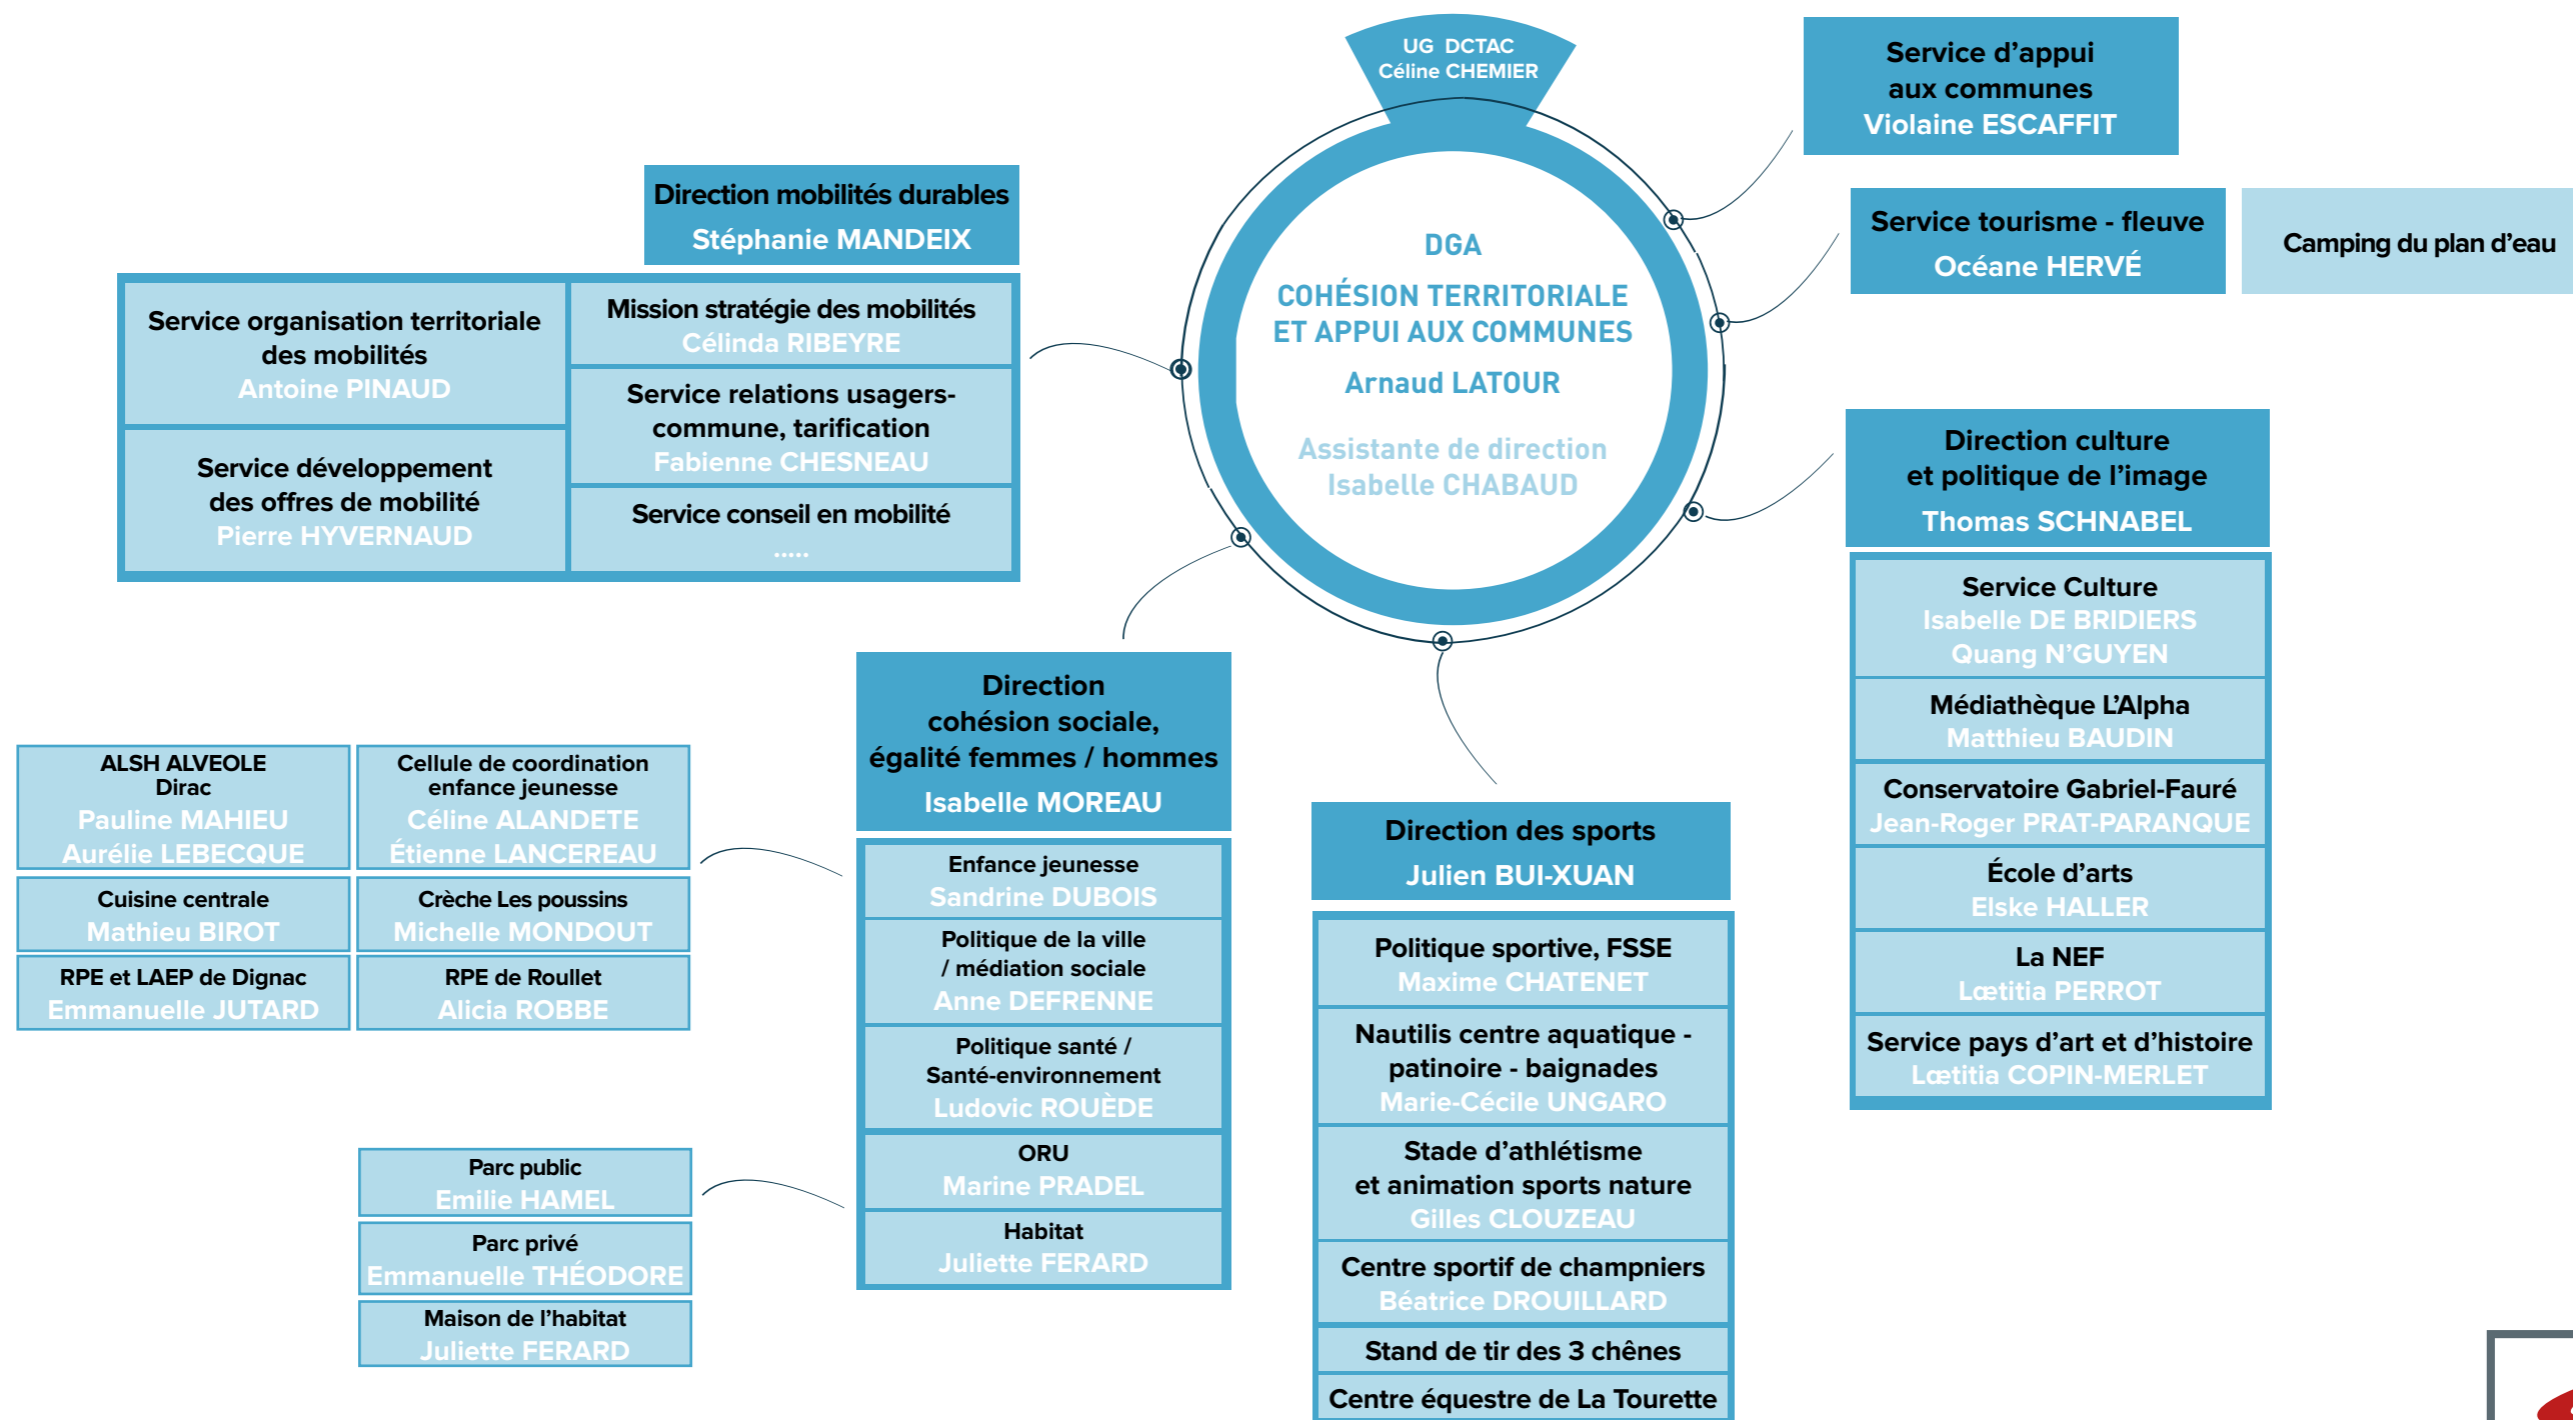 UG DCTAC
Céline CHEMIER
DGA
COHÉSION TERRITORIALE
ET APPUI AUX COMMUNES
Arnaud LATOUR
Assistante de direction
Isabelle CHABAUD
Service d’appui
aux communes
Violaine ESCAFFIT
Service tourisme - fleuve
Océane HERVÉ
Camping du plan d’eau
Direction mobilités durables
Stéphanie MANDEIX
Service organisation territoriale
des mobilités
Antoine PINAUD
Service développement
des offres de mobilité
Pierre HYVERNAUD
Mission stratégie des mobilités
Célinda RIBEYRE
Service relations usagers-
commune, tarification
Fabienne CHESNEAU
Service conseil en mobilité
.....
Direction culture
et politique de l’image
Thomas SCHNABEL
Service Culture
Isabelle DE BRIDIERS
Quang N’GUYEN
Médiathèque L’Alpha
Matthieu BAUDIN
Conservatoire Gabriel-Fauré
Jean-Roger PRAT-PARANQUE
École d’arts
Elske HALLER
La NEF
Lœtitia PERROT
Service pays d’art et d’histoire
Lœtitia COPIN-MERLET
Direction
cohésion sociale,
égalité femmes / hommes
Isabelle MOREAU
Enfance jeunesse
Sandrine DUBOIS
Politique de la ville
/ médiation sociale
Anne DEFRENNE
Politique santé /
Santé-environnement
Ludovic ROUÈDE
ORU
Marine PRADEL
Habitat
Juliette FERARD
ALSH ALVEOLE
Dirac
Pauline MAHIEU
Aurélie LEBECQUE
Cellule de coordination
enfance jeunesse
Céline ALANDETE
Étienne LANCEREAU
Cuisine centrale
Mathieu BIROT
Crèche Les poussins
Michelle MONDOUT
RPE et LAEP de Dignac
Emmanuelle JUTARD
RPE de Roullet
Alicia ROBBE
Parc public
Emilie HAMEL
Parc privé
Emmanuelle THÉODORE
Maison de l’habitat
Juliette FERARD
Direction des sports
Julien BUI-XUAN
Politique sportive, FSSE
Maxime CHATENET
Nautilis centre aquatique -
patinoire - baignades
Marie-Cécile UNGARO
Stade d’athlétisme
et animation sports nature
Gilles CLOUZEAU
Centre sportif de champniers
Béatrice DROUILLARD
Stand de tir des 3 chênes
Centre équestre de La Tourette